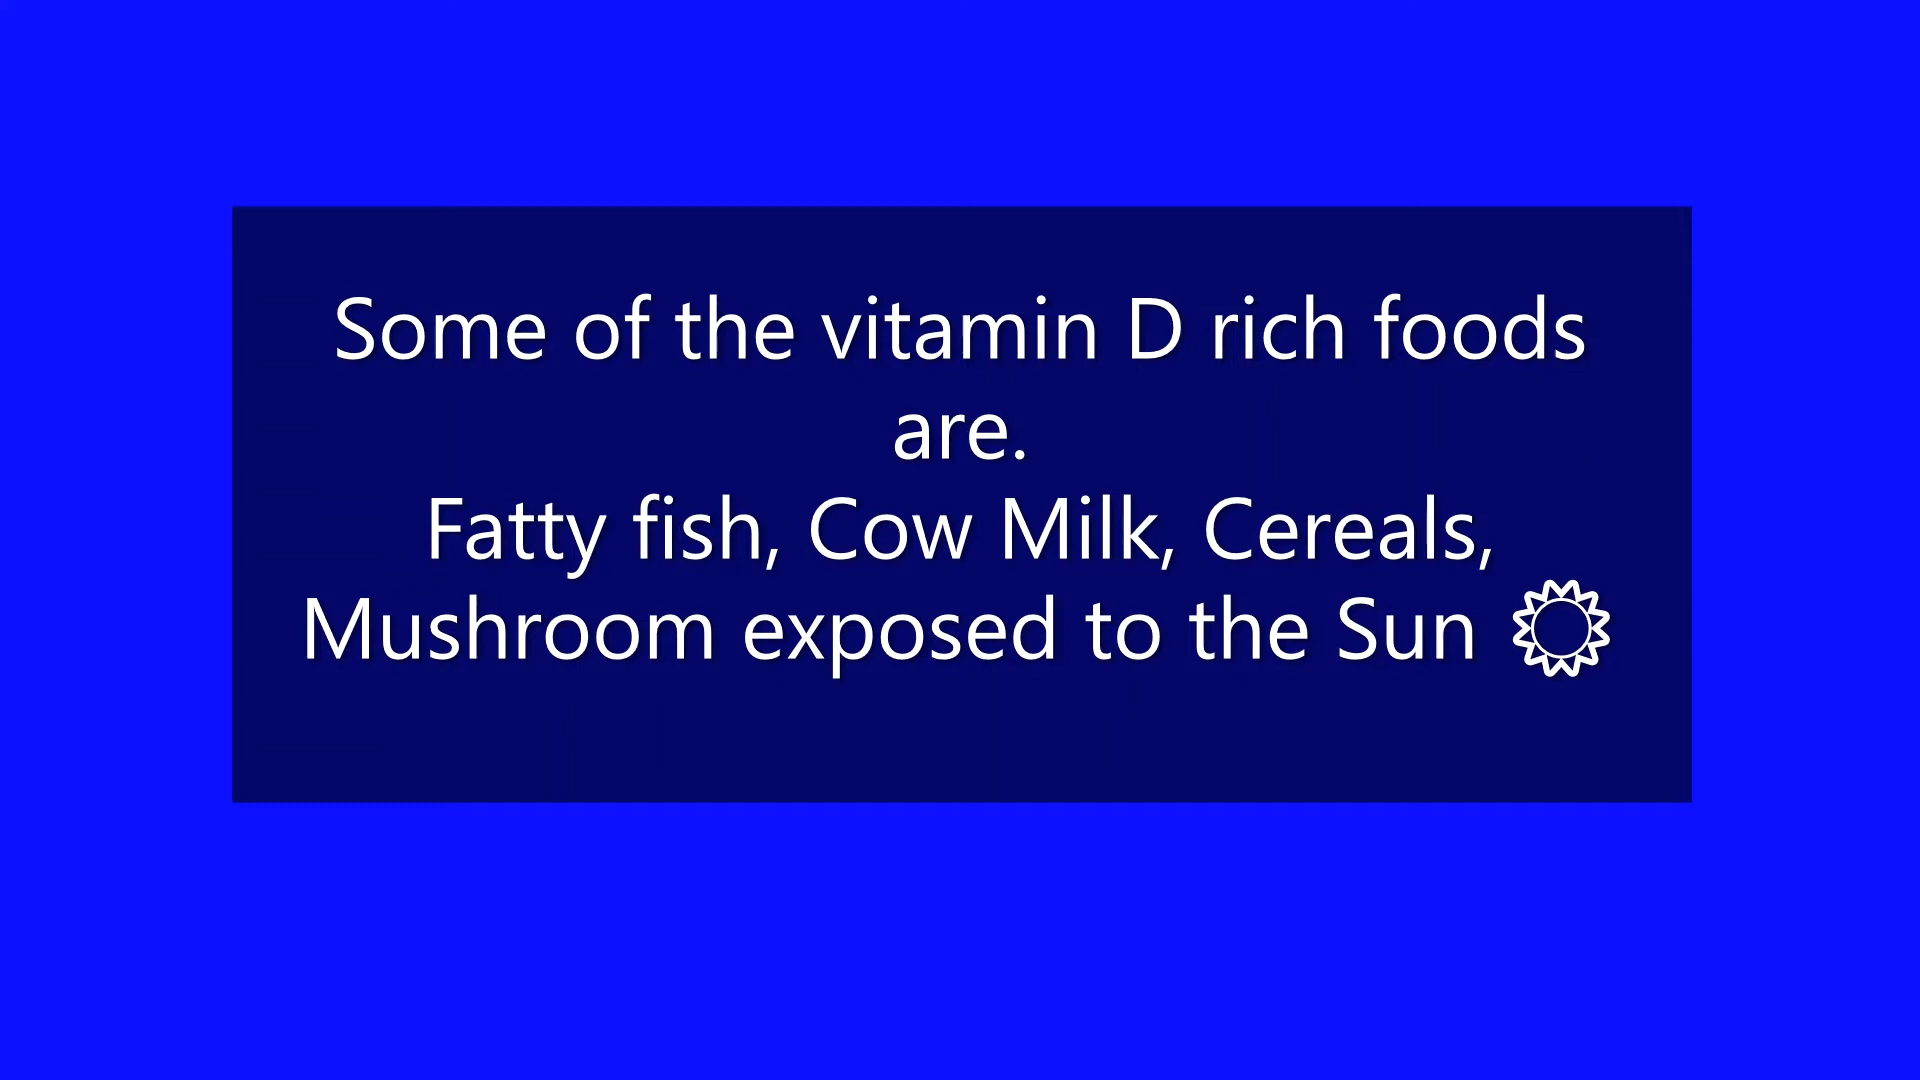 Some of the vitamin D rich foods
are.
Fatty fish, Cow Milk, Cereals,
Mushroom exposed to the Sun